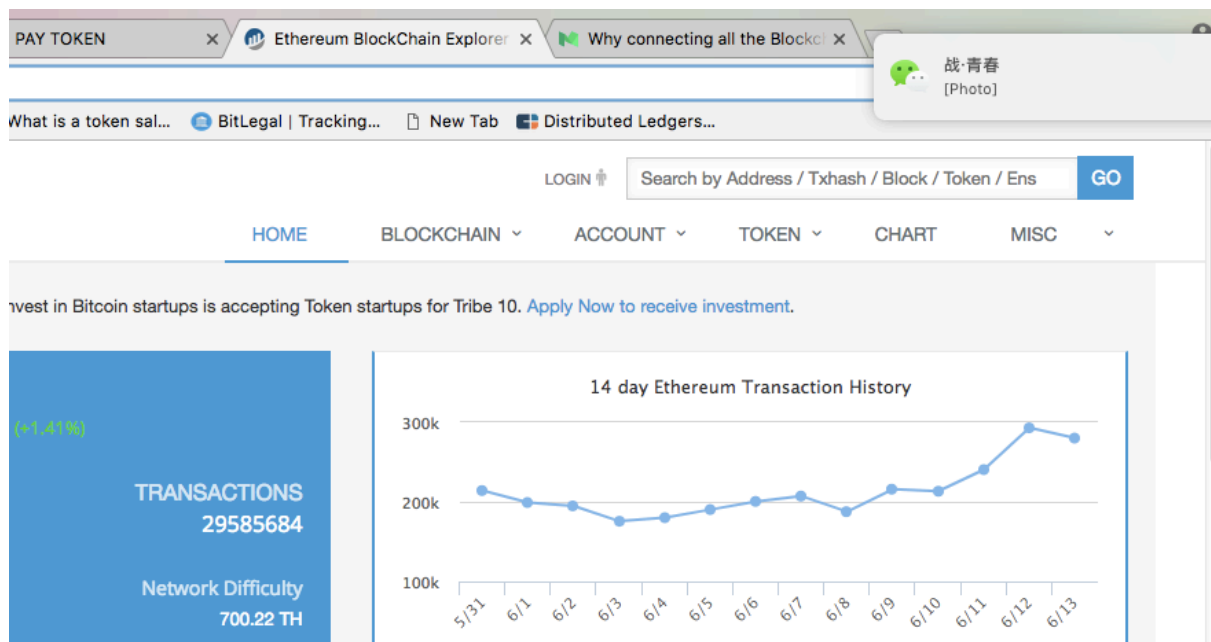 PAY TOKEN
Ethereum BlockChain Explorer
Why connecting all the Blockc
战·青春
[Photo]
What is a token sal...
BitLegal | Tracking...
New Tab
Distributed Ledgers...
LOGIN
Search by Address / Txhash / Block / Token / Ens
GO
HOME
BLOCKCHAIN
ACCOUNT
TOKEN
CHART
MISC
nvest in Bitcoin startups is accepting Token startups for Tribe 10. Apply Now to receive investment.
(+1.41%)
TRANSACTIONS
29585684
Network Difficulty
700.22 TH
14 day Ethereum Transaction History
300k
200k
100k
5/31
6/1
6/2
6/3
6/4
6/5
6/6
6/7
6/8
6/9
6/10
6/11
6/12
6/13